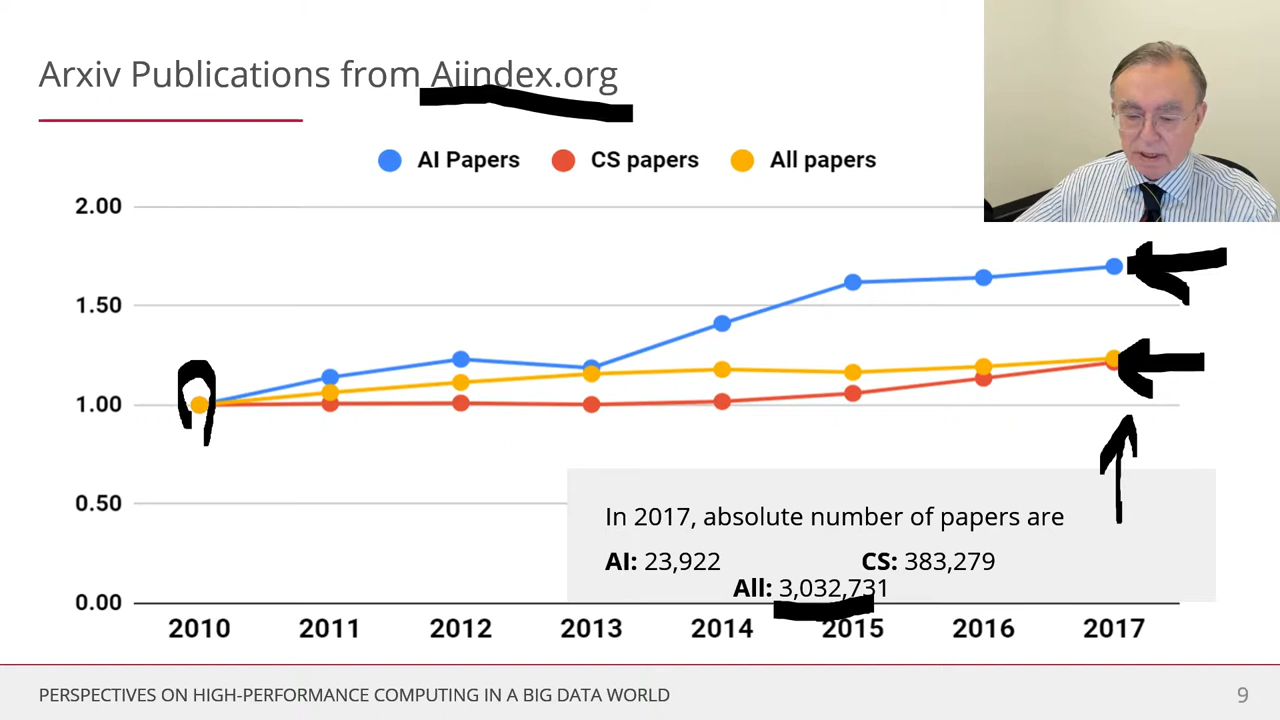 Arxiv Publications from Aiindex.org
AI Papers CS papers All papers
2.00
1.50
1.00
0.50
0.00
In 2017, absolute number of papers are
AI: 23,922 CS: 383,279
All: 3,032,731
2010 2011 2012 2013 2014 2015 2016 2017
PERSPECTIVES ON HIGH-PERFORMANCE COMPUTING IN A BIG DATA WORLD 9